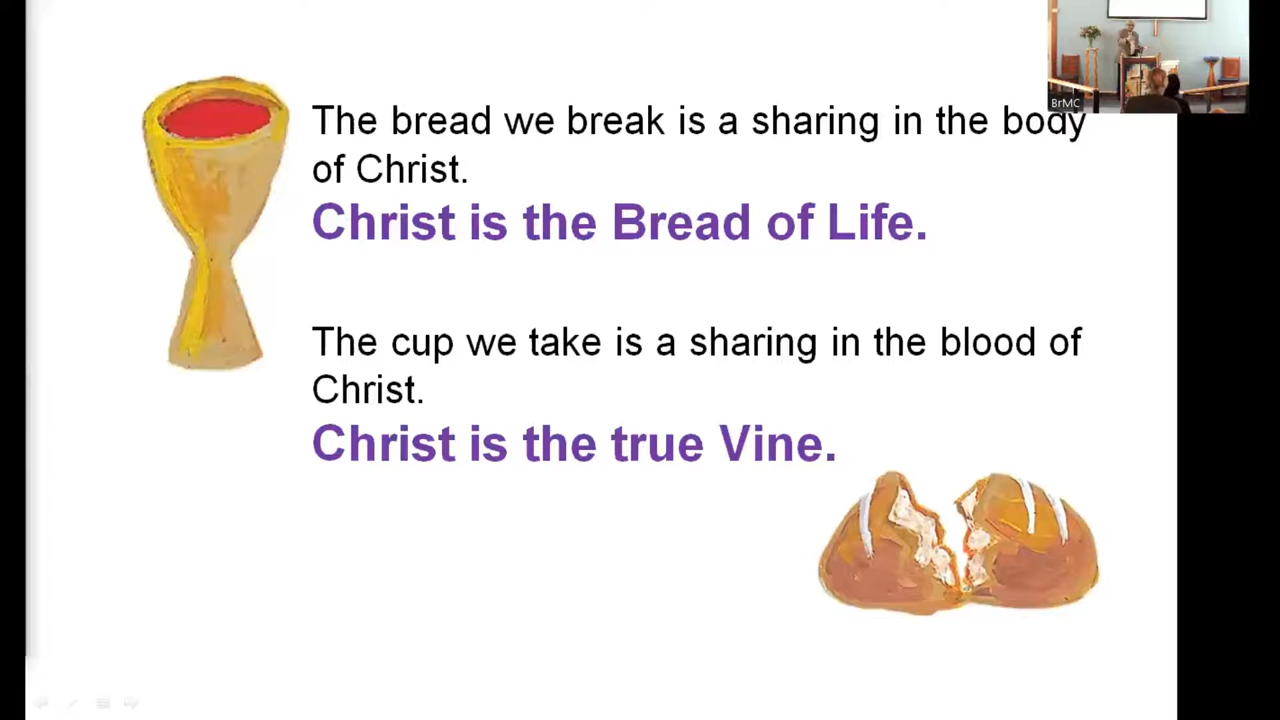 The bread we break is a sharing in the body
of Christ.
Christ is the Bread of Life.
The cup we take is a sharing in the blood of
Christ.
Christ is the true Vine.
BrMC